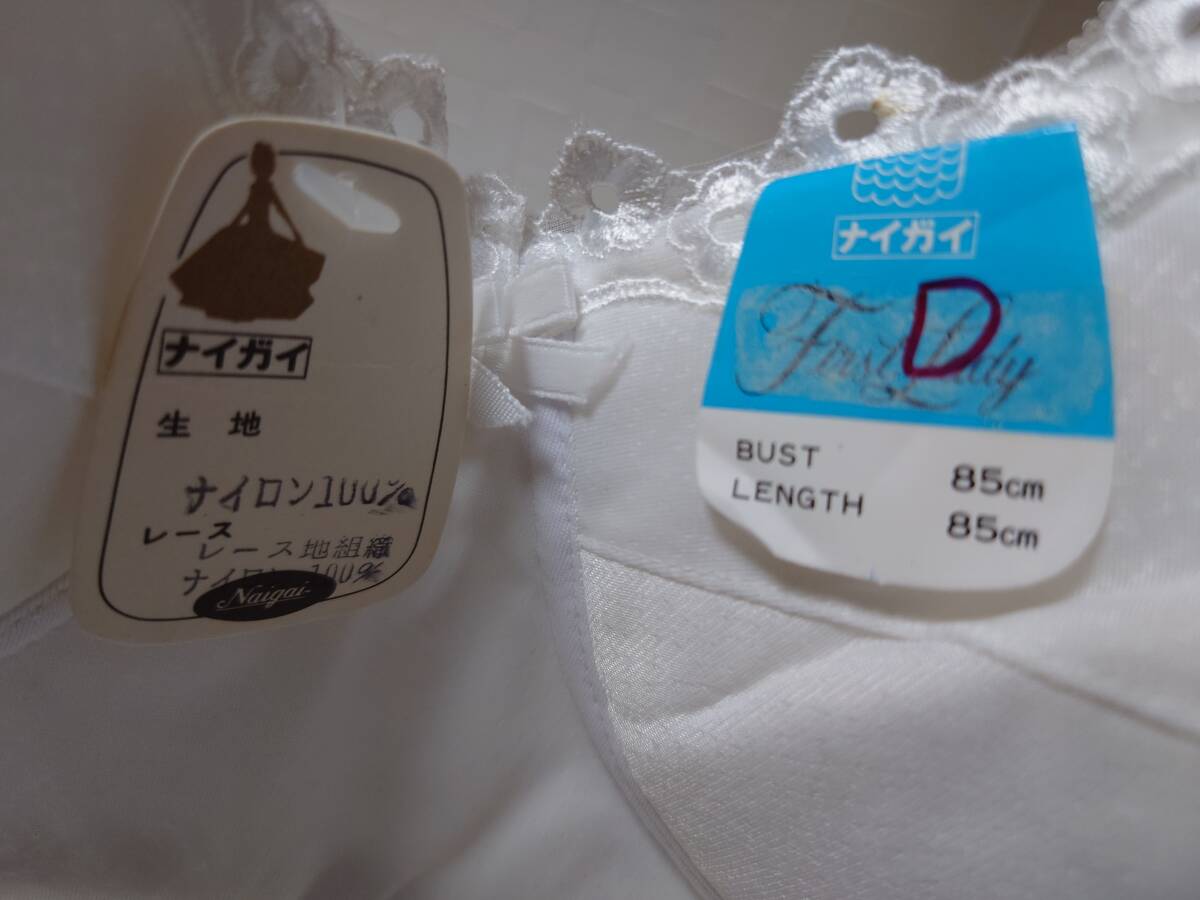 ナイガイ
生地
ナイロン100%
レース
レース地組織
ナイロン100%
Naigai
ナイガイ
First Lady
D
BUST 85cm
LENGTH 85cm